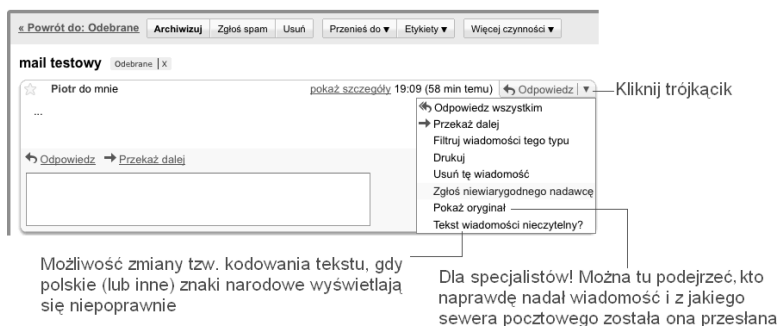 « Powrót do: Odebrane Archiwizuj Zgłoś spam Usuń Przenieś do ▼ Etykiety ▼ Więcej czynności ▼
mail testowy Odebrane | X
Piotr do mnie pokaż szczegóły 19:09 (58 min temu) Odpowiedz ▼
Kliknij trójkącik
...
Odpowiedz wszystkim
Przekaż dalej
Filtruj wiadomości tego typu
Drukuj
Usuń tę wiadomość
Zgłoś niewiarygodnego nadawcę
Pokaż oryginał
Tekst wiadomości nieczytelny?
Odpowiedz Przekaż dalej
Możliwość zmiany tzw. kodowania tekstu, gdy
polskie (lub inne) znaki narodowe wyświetlają
się niepoprawnie
Dla specjalistów! Można tu podejrzeć, kto
naprawdę nadał wiadomość i z jakiego
sewera pocztowego została ona przesłana